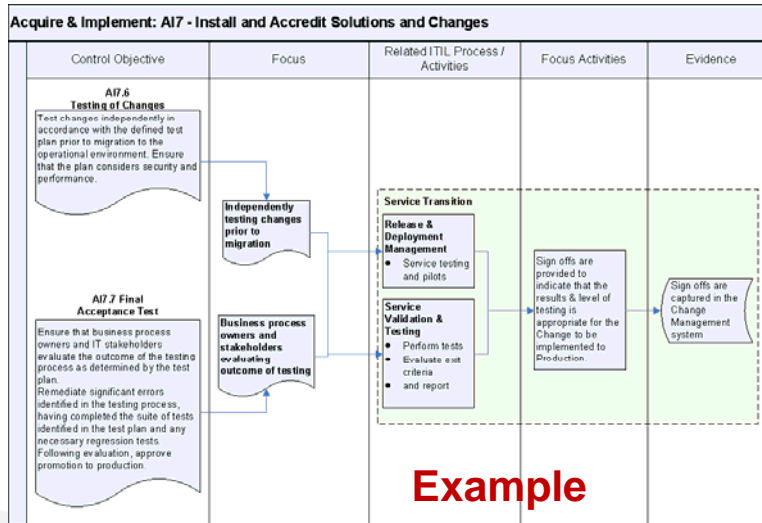 Acquire & Implement: AI7 - Install and Accredit Solutions and Changes
Control Objective
Focus
Related ITIL Process /
Activities
Focus Activities
Evidence
AI7.6
Testing of Changes
Test changes independently in
accordance with the defined test
plan prior to migration to the
operational environment. Ensure
that the plan considers security and
performance.
Independently
testing changes
prior to
migration
Service Transition
Release &
Deployment
Management
• Service testing
and pilots
Sign offs are
provided to
indicate that the
results & level of
testing is
appropriate for the
Change to be
implemented to
Production.
Sign offs are
captured in the
Change
Management
system
AI7.7 Final
Acceptance Test
Ensure that business process
owners and IT stakeholders
evaluate the outcome of the testing
process as determined by the test
plan.
Remediate significant errors
identified in the testing process,
having completed the suite of tests
identified in the test plan and any
necessary regression tests.
Following evaluation, approve
promotion to production.
Business process
owners and
stakeholders
evaluating
outcome of testing
Service
Validation &
Testing
• Perform tests
• Evaluate exit
criteria
• and report
Example